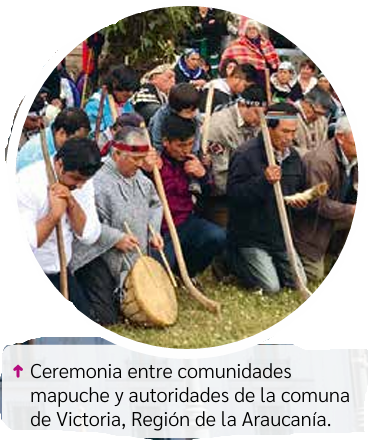 Ceremonia entre comunidades
mapuche y autoridades de la comuna
de Victoria, Región de la Araucanía.